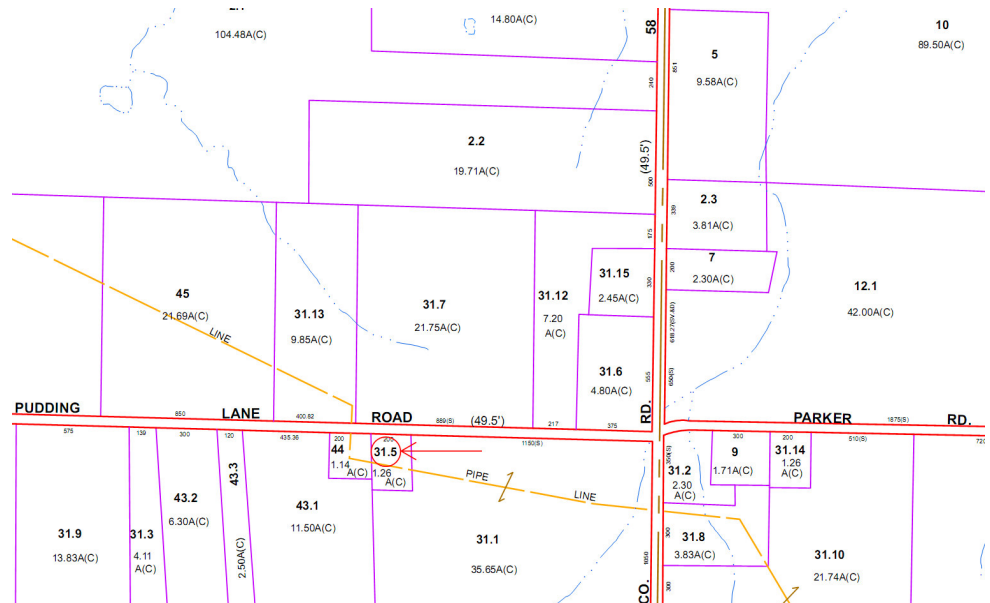 14.80A(C)
104.48A(C)
58
5
9.58A(C)
851
10
89.50A(C)
240
2.2
19.71A(C)
(49.5')
500
2.3
3.81A(C)
339
175
7
2.30A(C)
200
31.15
2.45A(C)
330
12.1
42.00A(C)
45
21.69A(C)
LINE
31.13
9.85A(C)
31.7
21.75A(C)
31.12
7.20
A(C)
31.6
4.80A(C)
555
650(S)
RD.
PUDDING LANE ROAD (49.5')
850
400.82
889(S)
217
375
PARKER RD.
1875(S)
575
139
300
120
435.36
200
1150(S)
300
200
510(S)
720
44
1.14
A(C)
31.5
1.26
A(C)
PIPE LINE
31.2
2.30
A(C)
9
1.71A(C)
31.14
1.26
A(C)
43.3
2.50A(C)
43.2
6.30A(C)
43.1
11.50A(C)
31.9
13.83A(C)
31.3
4.11
A(C)
31.1
35.65A(C)
31.8
3.83A(C)
300
31.10
21.74A(C)
1050
300
CO.